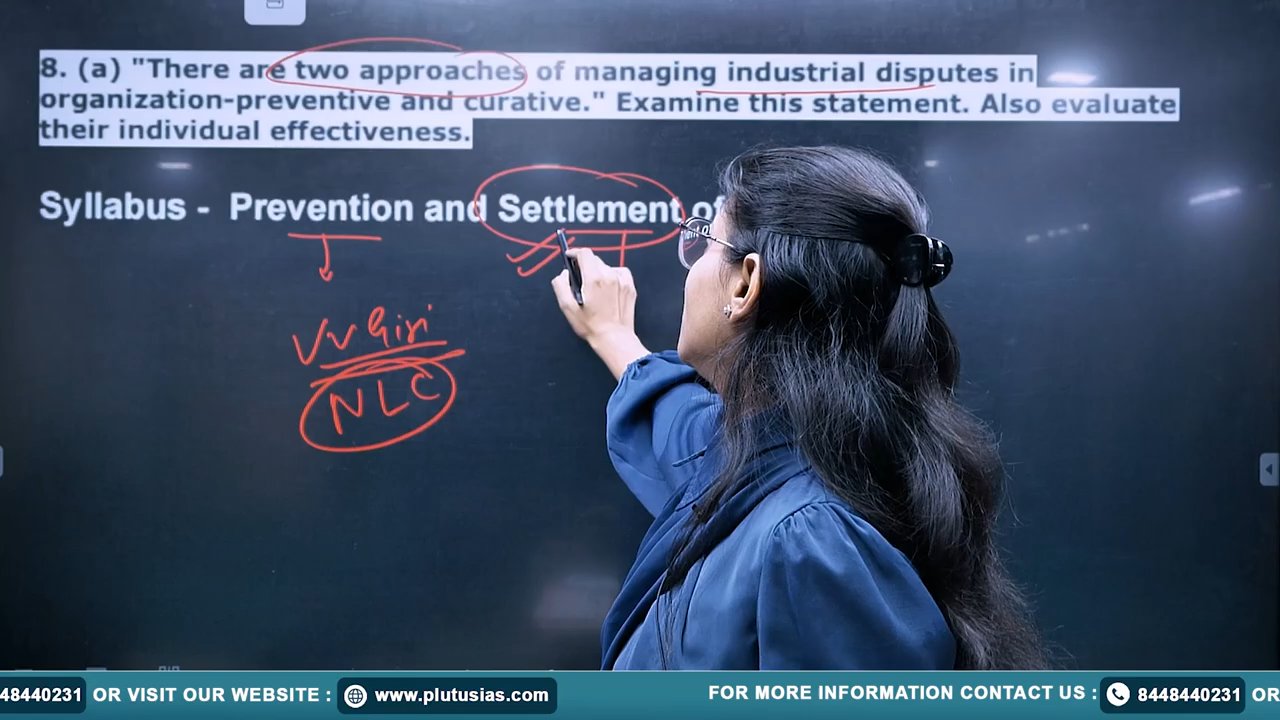 8. (a) "There are two approaches of managing industrial disputes in
organization-preventive and curative." Examine this statement. Also evaluate
their individual effectiveness.
Syllabus - Prevention and Settlement of
VV Giri
NLC
48440231 OR VISIT OUR WEBSITE : www.plutusias.com FOR MORE INFORMATION CONTACT US : 8448440231 OR